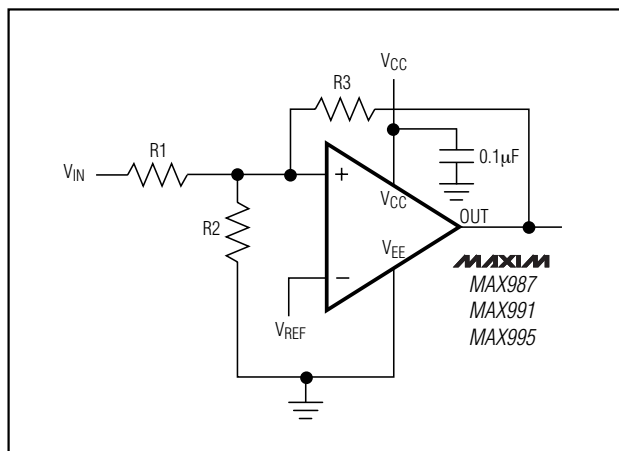 V_CC
R3
R1
V_IN
0.1µF
+
V_CC
OUT
R2
V_EE
−
V_REF
MAXIM
MAX987
MAX991
MAX995